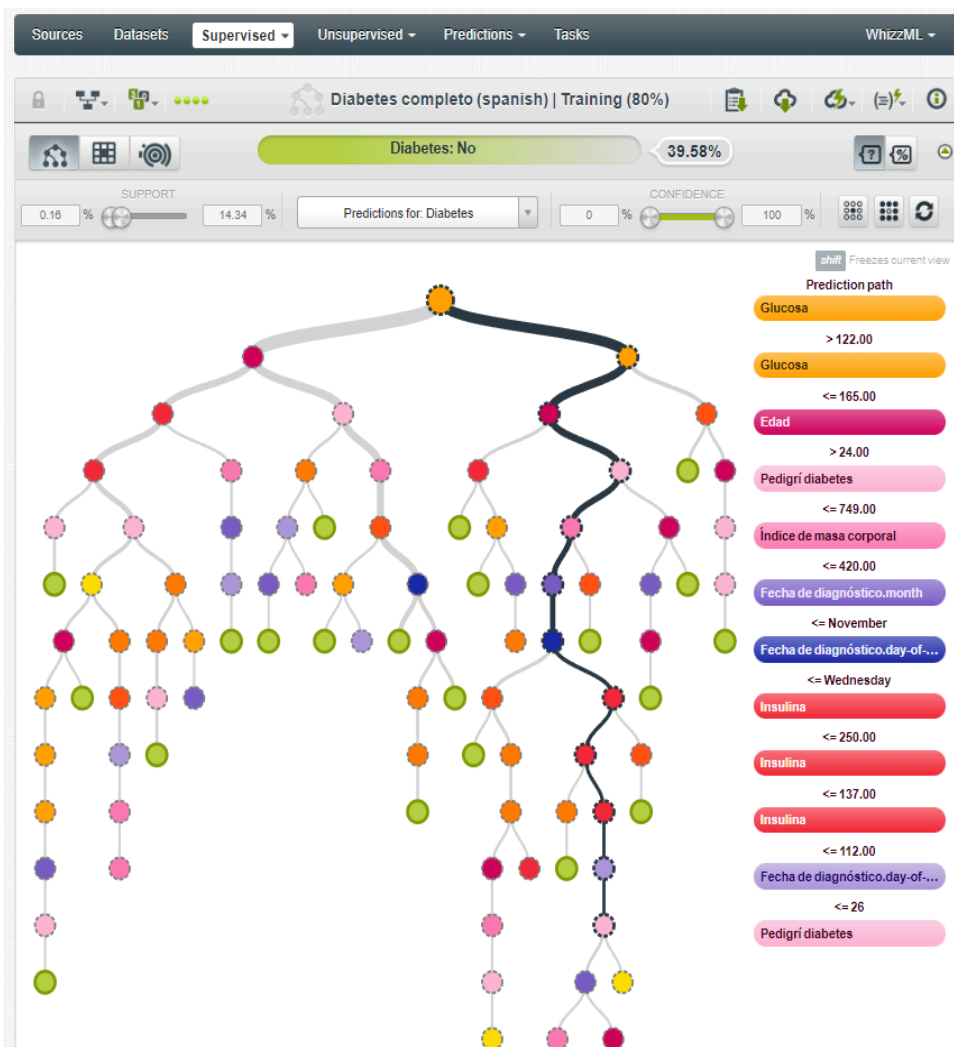 Sources Datasets Supervised Unsupervised Predictions Tasks WhizzML
Diabetes completo (spanish) | Training (80%)
Diabetes: No 39.58%
SUPPORT CONFIDENCE
0.16 % 14.34 % Predictions for: Diabetes 0 % 100 %
shift Freezes current view
Prediction path
Glucosa
> 122.00
Glucosa
<= 165.00
Edad
> 24.00
Pedigrí diabetes
<= 749.00
Índice de masa corporal
<= 420.00
Fecha de diagnóstico.month
<= November
Fecha de diagnóstico.day-of-...
<= Wednesday
Insulina
<= 250.00
Insulina
<= 137.00
Insulina
<= 112.00
Fecha de diagnóstico.day-of-...
<= 26
Pedigrí diabetes